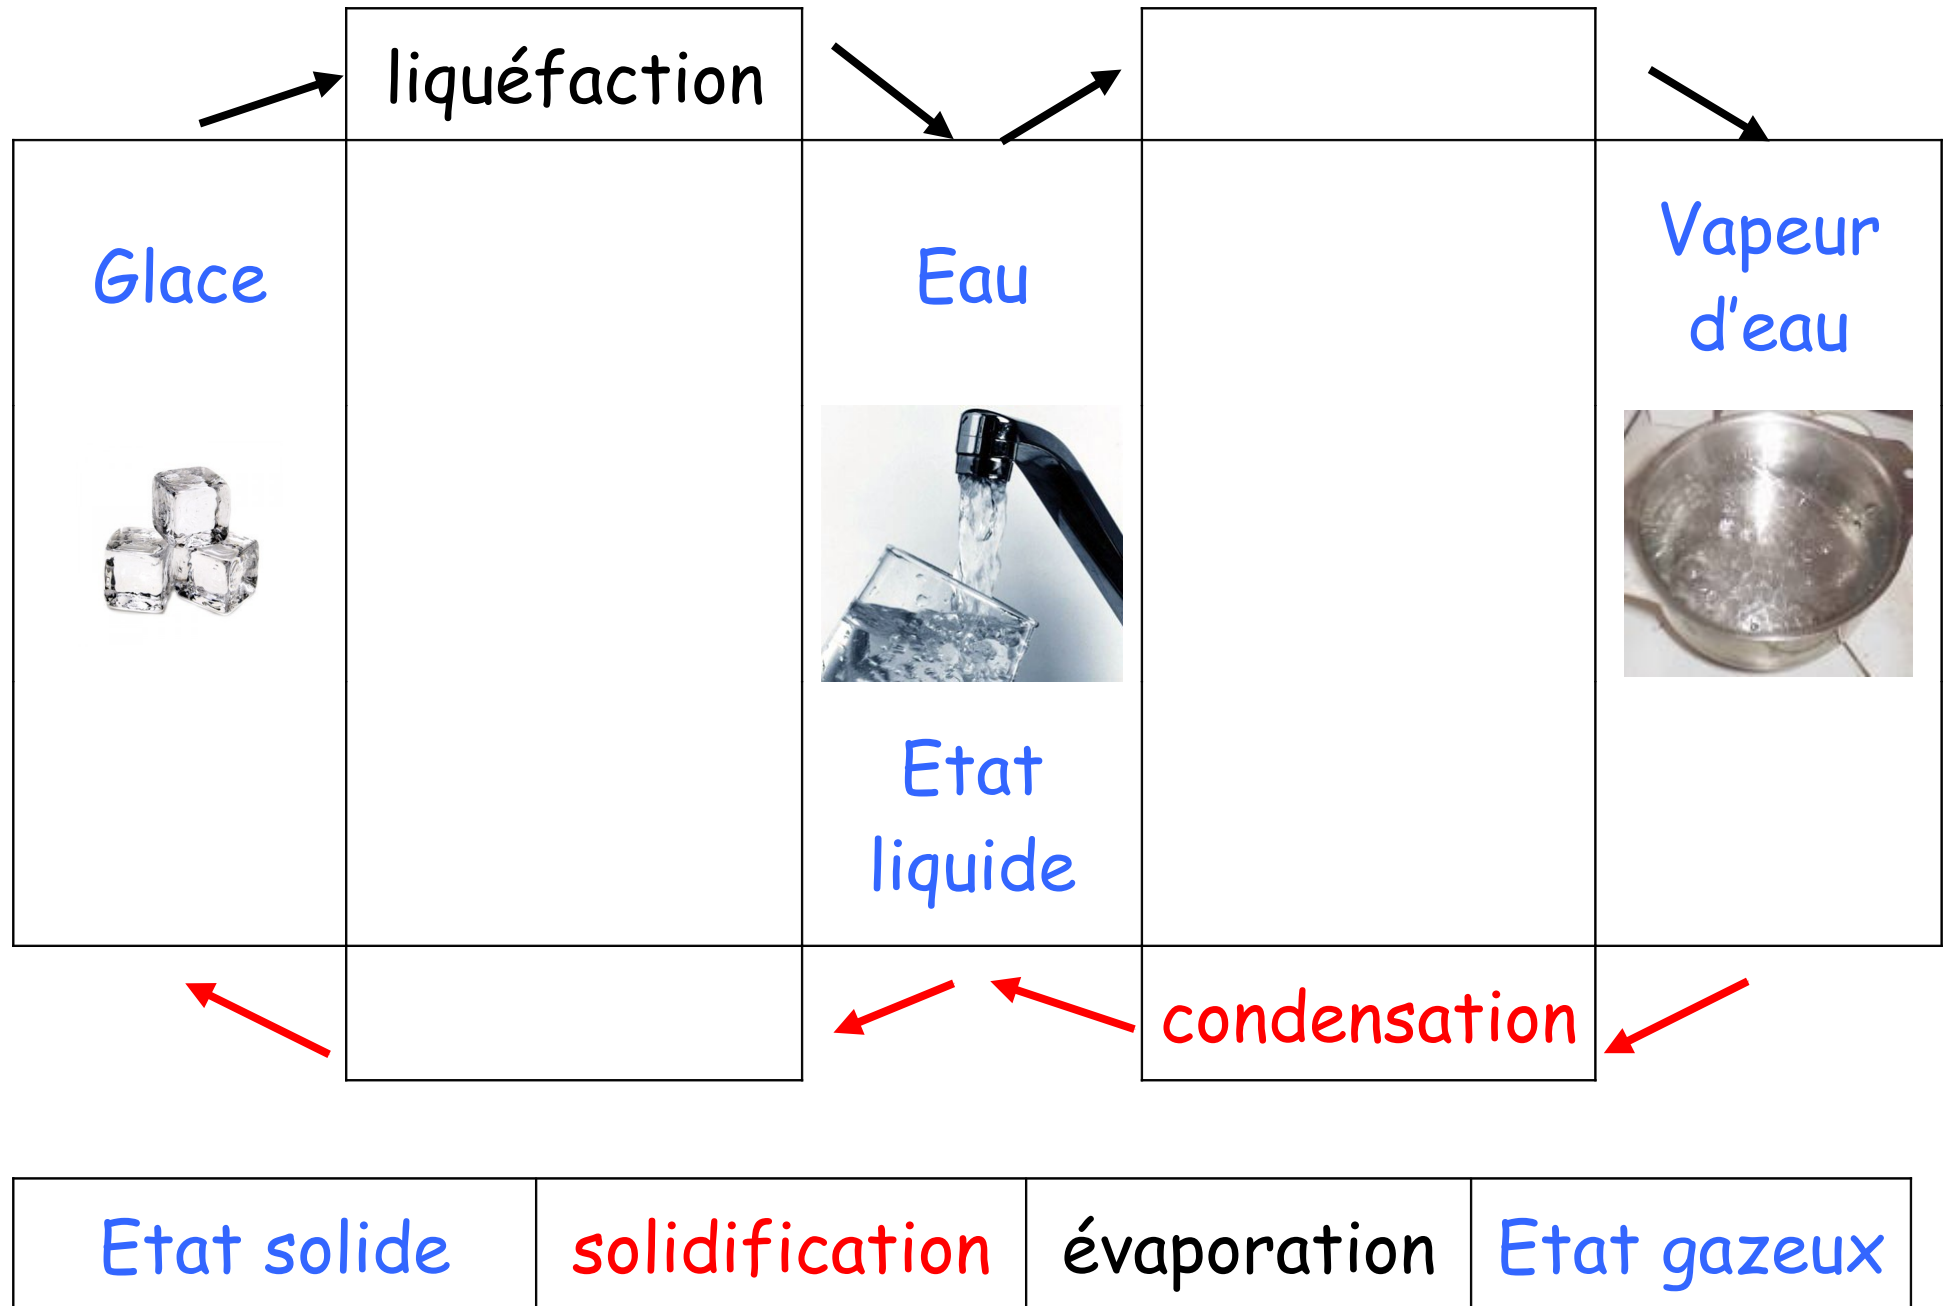 liquéfaction
Glace
Eau
Vapeur
d'eau
Etat
liquide
condensation
Etat solide
solidification
évaporation
Etat gazeux